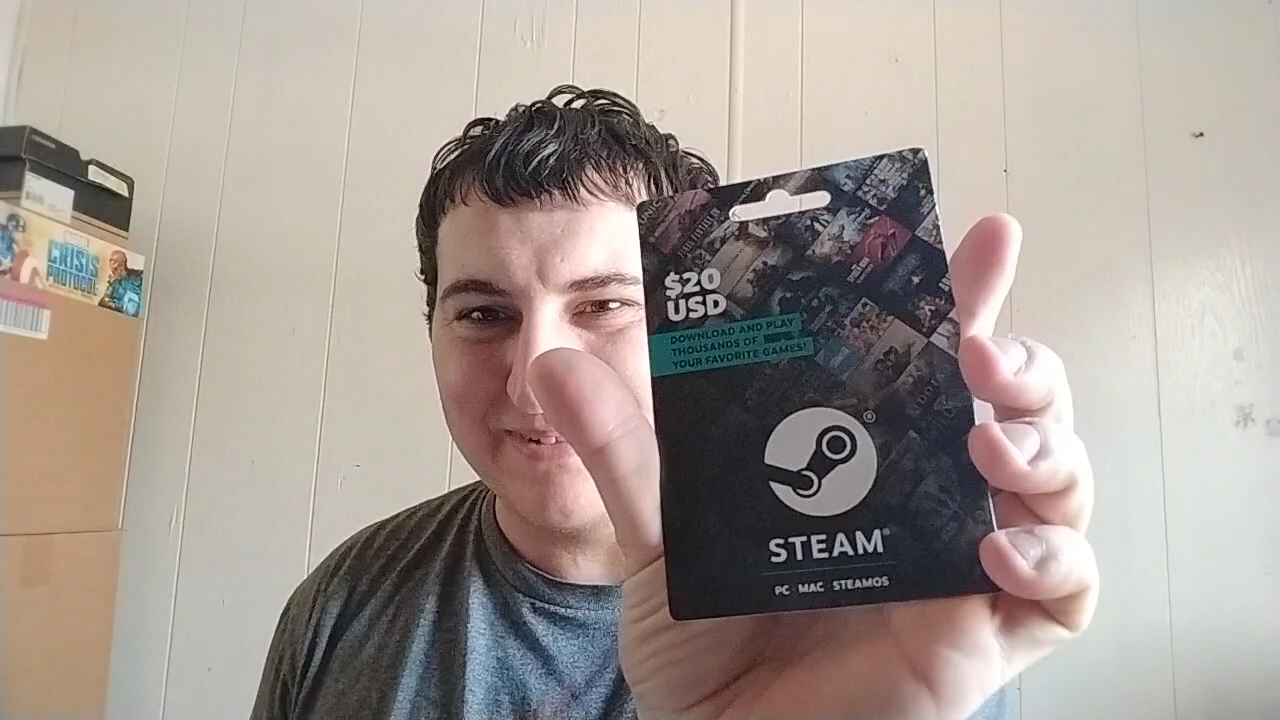 CRISIS
PROTOCOL
$20
USD
DOWNLOAD AND PLAY
THOUSANDS OF
YOUR FAVORITE GAMES!
®
STEAM®
PC MAC STEAMOS